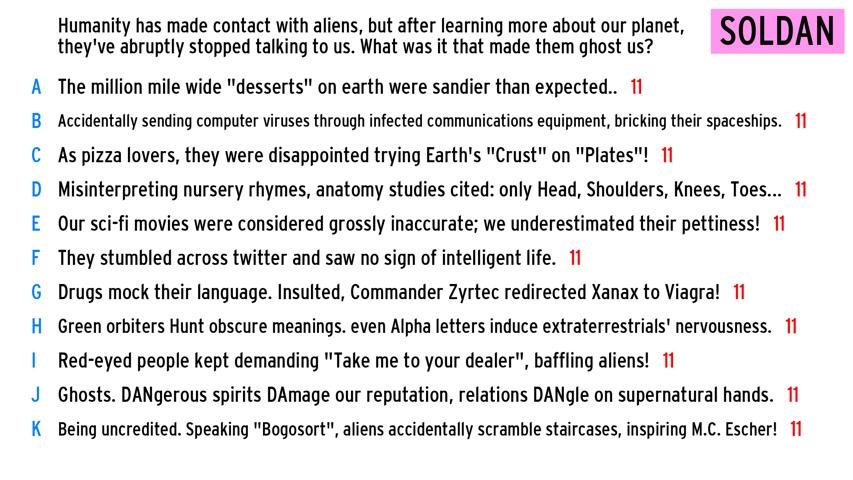 Humanity has made contact with aliens, but after learning more about our planet,
they've abruptly stopped talking to us. What was it that made them ghost us?
SOLDAN
A The million mile wide "desserts" on earth were sandier than expected.. 11
B Accidentally sending computer viruses through infected communications equipment, bricking their spaceships. 11
C As pizza lovers, they were disappointed trying Earth's "Crust" on "Plates"! 11
D Misinterpreting nursery rhymes, anatomy studies cited: only Head, Shoulders, Knees, Toes... 11
E Our sci-fi movies were considered grossly inaccurate; we underestimated their pettiness! 11
F They stumbled across twitter and saw no sign of intelligent life. 11
G Drugs mock their language. Insulted, Commander Zyrtec redirected Xanax to Viagra! 11
H Green orbiters Hunt obscure meanings. even Alpha letters induce extraterrestrials' nervousness. 11
I Red-eyed people kept demanding "Take me to your dealer", baffling aliens! 11
J Ghosts. DANgerous spirits DAmage our reputation, relations DANgle on supernatural hands. 11
K Being uncredited. Speaking "Bogosort", aliens accidentally scramble staircases, inspiring M.C. Escher! 11